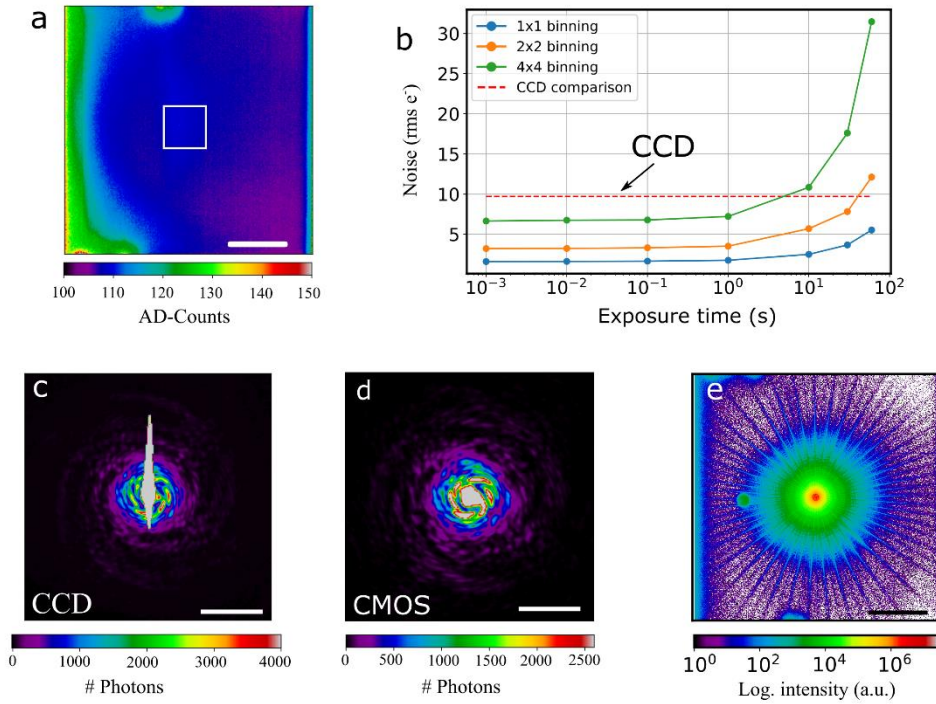 a
100 110 120 130 140 150
AD-Counts
b
1x1 binning
2x2 binning
4x4 binning
CCD comparison
CCD
30
25
20
15
10
5
Noise (rms e⁻)
10⁻³ 10⁻² 10⁻¹ 10⁰ 10¹ 10²
Exposure time (s)
c
CCD
0 1000 2000 3000 4000
# Photons
d
CMOS
0 500 1000 1500 2000 2500
# Photons
e
10⁰ 10² 10⁴ 10⁶
Log. intensity (a.u.)